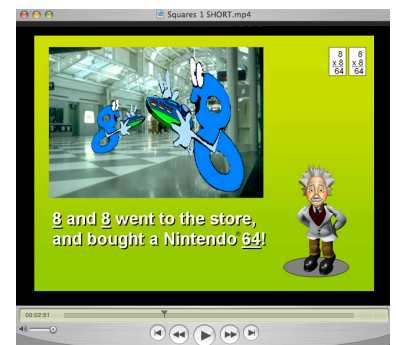 Squares 1 SHORT.mp4
8
x 8
64
8
x 8
64
8 and 8 went to the store,
and bought a Nintendo® 64!
00:02:51